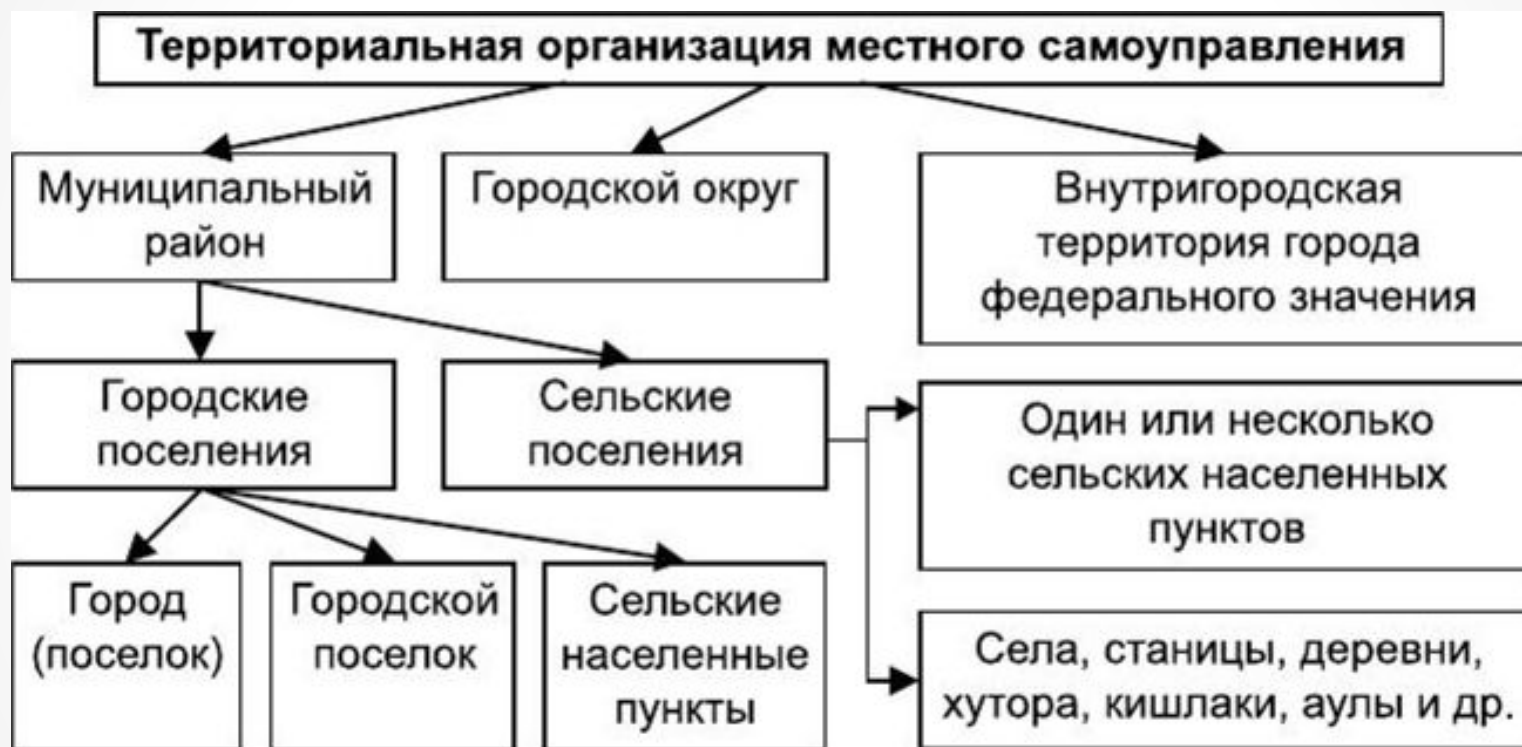 Территориальная организация местного самоуправления
Муниципальный
район
Городской округ
Внутригородская
территория города
федерального значения
Городские
поселения
Сельские
поселения
Один или несколько
сельских населенных
пунктов
Город
(поселок)
Городской
поселок
Сельские
населенные
пункты
Села, станицы, деревни,
хутора, кишлаки, аулы и др.